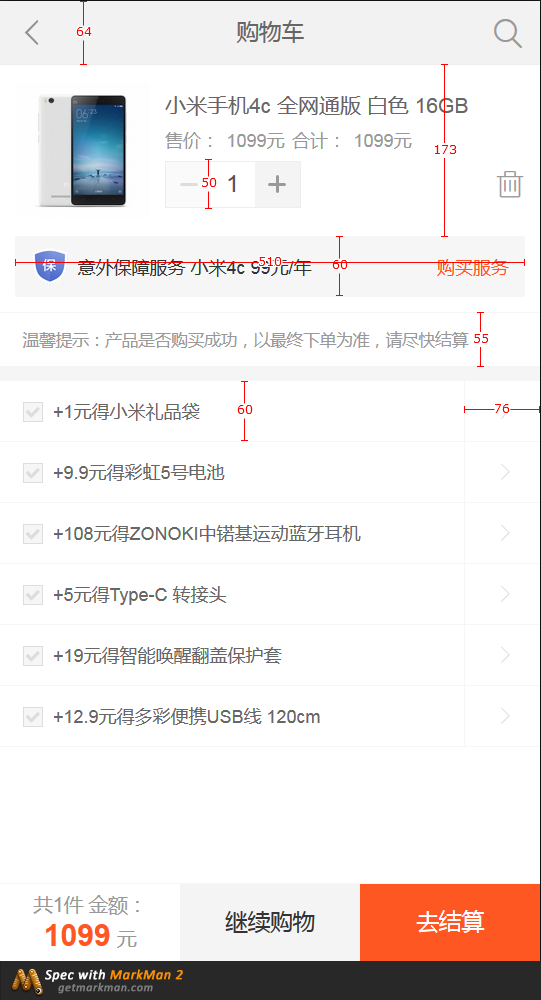 64
购物车
小米手机4c 全网通版 白色 16GB
售价： 1099元 合计： 1099元
173
50
1
保
意外保障服务 小米4c 99元/年
510
60
购买服务
温馨提示：产品是否购买成功，以最终下单为准，请尽快结算
55
60
76
+1元得小米礼品袋
+9.9元得彩虹5号电池
+108元得ZONOKI中锘基运动蓝牙耳机
+5元得Type-C 转接头
+19元得智能唤醒翻盖保护套
+12.9元得多彩便携USB线 120cm
共1件 金额：
1099 元
继续购物
去结算
Spec with MarkMan 2
getmarkman.com